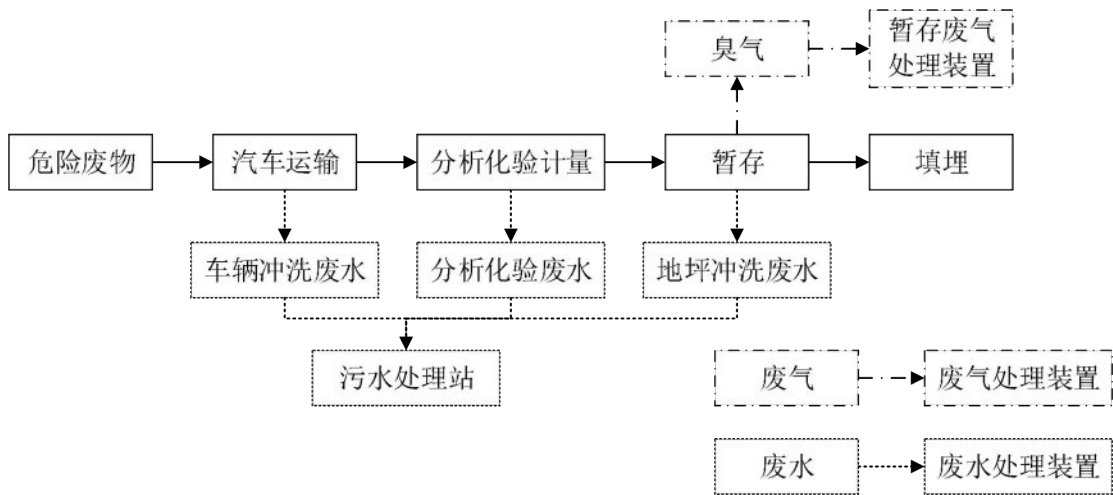 臭气
暂存废气
处理装置
危险废物
汽车运输
分析化验计量
暂存
填埋
车辆冲洗废水
分析化验废水
地坪冲洗废水
污水处理站
废气
废气处理装置
废水
废水处理装置